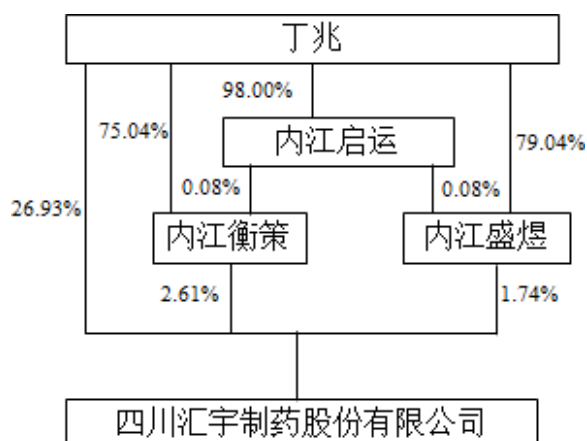 丁兆
98.00%
75.04%
内江启运
79.04%
0.08%
0.08%
26.93%
内江衡策
内江盛煜
2.61%
1.74%
四川汇宇制药股份有限公司